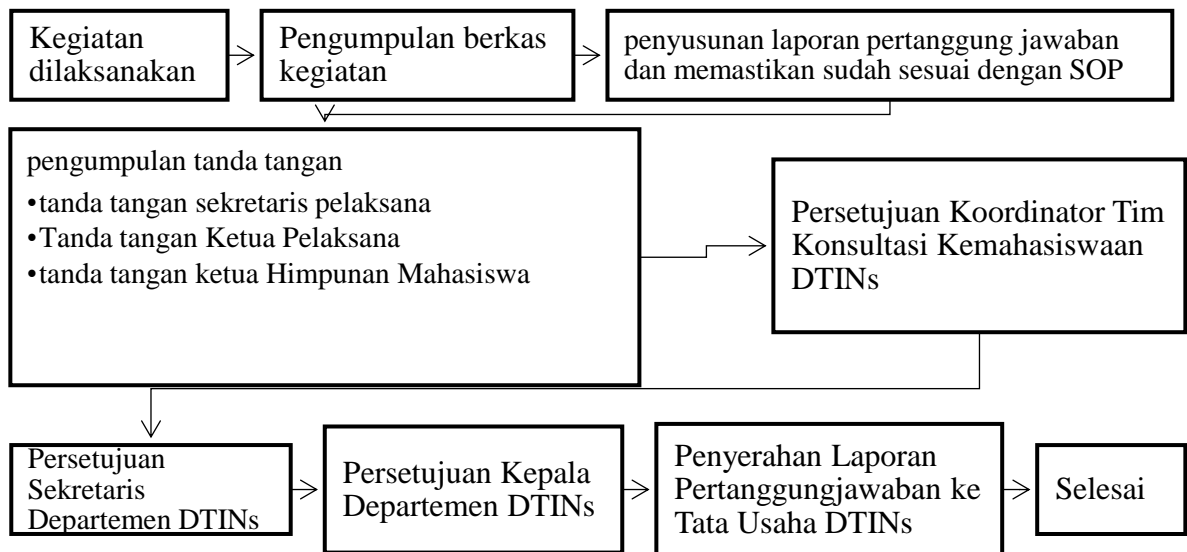 Kegiatan
dilaksanakan
Pengumpulan berkas
kegiatan
penyusunan laporan pertanggung jawaban
dan memastikan sudah sesuai dengan SOP
pengumpulan tanda tangan
•tanda tangan sekretaris pelaksana
•Tanda tangan Ketua Pelaksana
•tanda tangan ketua Himpunan Mahasiswa
Persetujuan Koordinator Tim
Konsultasi Kemahasiswaan
DTINs
Persetujuan
Sekretaris
Departemen DTINs
Persetujuan Kepala
Departemen DTINs
Penyerahan Laporan
Pertanggungjawaban ke
Tata Usaha DTINs
Selesai